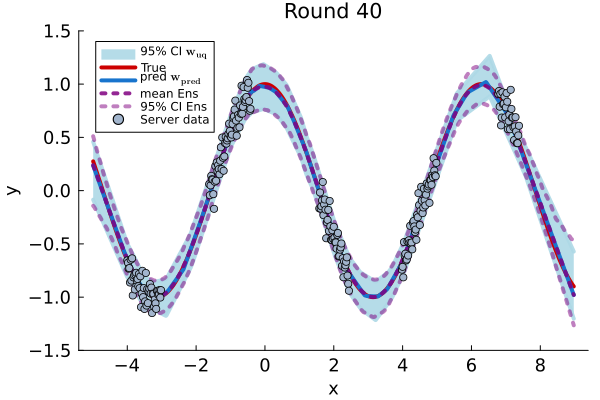 Round 40
95% CI w_uq
True
pred w_pred
mean Ens
95% CI Ens
Server data
1.5
1.0
0.5
0.0
−0.5
−1.0
−1.5
y
−4 −2 0 2 4 6 8
x